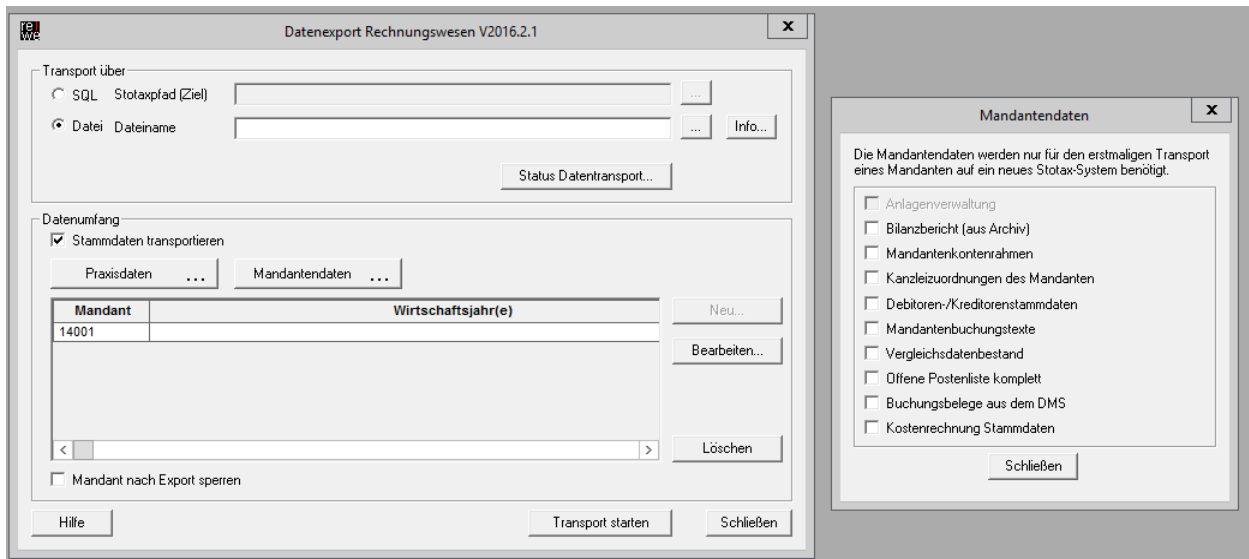 re!
we
Datenexport Rechnungswesen V2016.2.1
x
Transport über
SQL Stotaxpfad (Ziel) ...
Datei Dateiname ... Info...
Status Datentransport...
Datenumfang
Stammdaten transportieren
Praxisdaten ... Mandantendaten ...
Mandant Wirtschaftsjahr(e)
14001
Neu...
Bearbeiten...
Löschen
Mandant nach Export sperren
Hilfe Transport starten Schließen
Mandantendaten
x
Die Mandantendaten werden nur für den erstmaligen Transport
eines Mandanten auf ein neues Stotax-System benötigt.
Anlagenverwaltung
Bilanzbericht (aus Archiv)
Mandantenkontenrahmen
Kanzleizuordnungen des Mandanten
Debitoren-/Kreditorenstammdaten
Mandantenbuchungstexte
Vergleichsdatenbestand
Offene Postenliste komplett
Buchungsbelege aus dem DMS
Kostenrechnung Stammdaten
Schließen